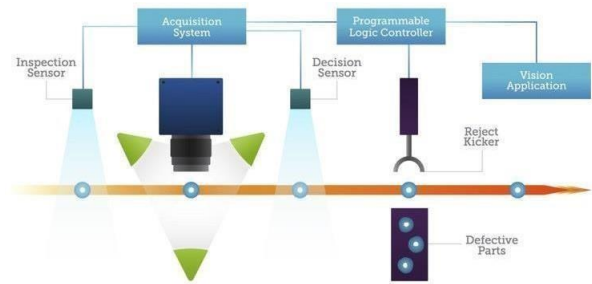 Acquisition
System
Programmable
Logic Controller
Inspection
Sensor
Decision
Sensor
Vision
Application
Reject
Kicker
Defective
Parts